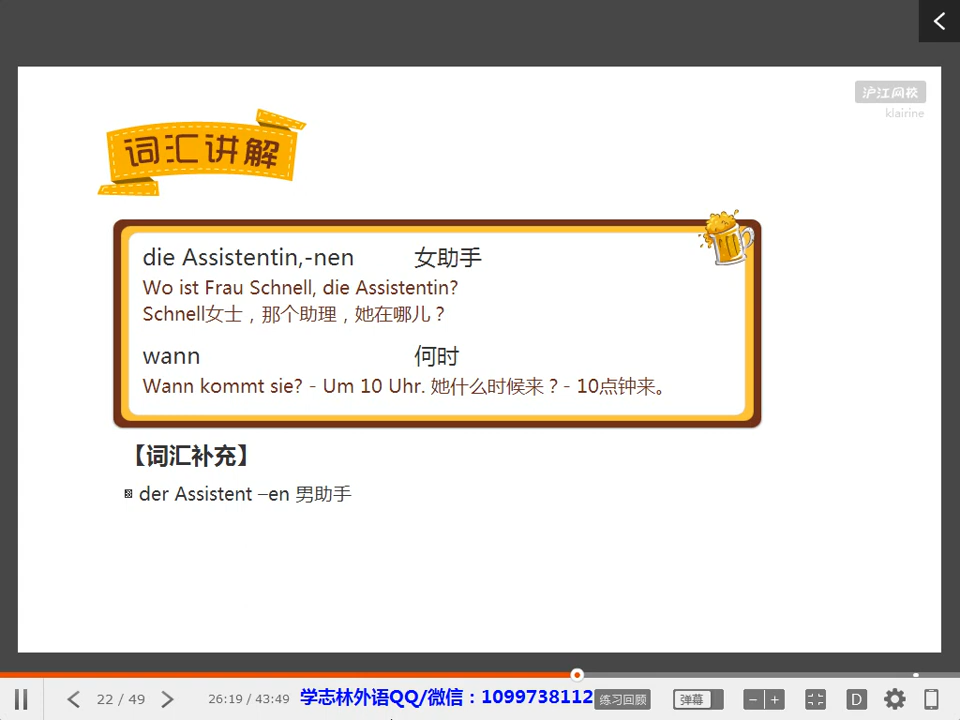 沪江网校
klairine
词汇讲解
die Assistentin,-nen 女助手
Wo ist Frau Schnell, die Assistentin?
Schnell女士，那个助理，她在哪儿？
wann 何时
Wann kommt sie? - Um 10 Uhr. 她什么时候来？- 10点钟来。
【词汇补充】
der Assistent –en 男助手
22 / 49 26:19 / 43:49 学志林外语QQ/微信：1099738112 练习回顾 弹幕 － ＋ D